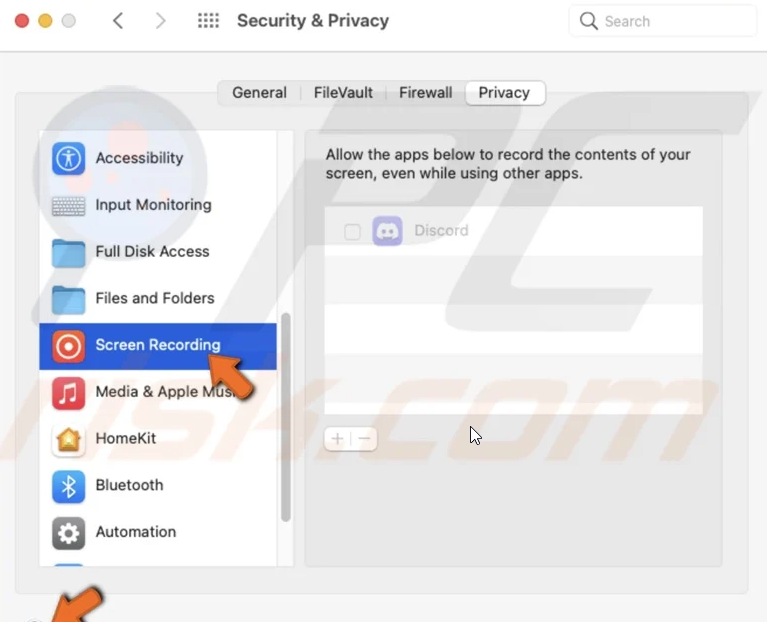 Security & Privacy
Search
General
FileVault
Firewall
Privacy
Accessibility
Input Monitoring
Full Disk Access
Files and Folders
Screen Recording
Media & Apple Music
HomeKit
Bluetooth
Automation
Allow the apps below to record the contents of your
screen, even while using other apps.
Discord
+ −
PC
risk.com